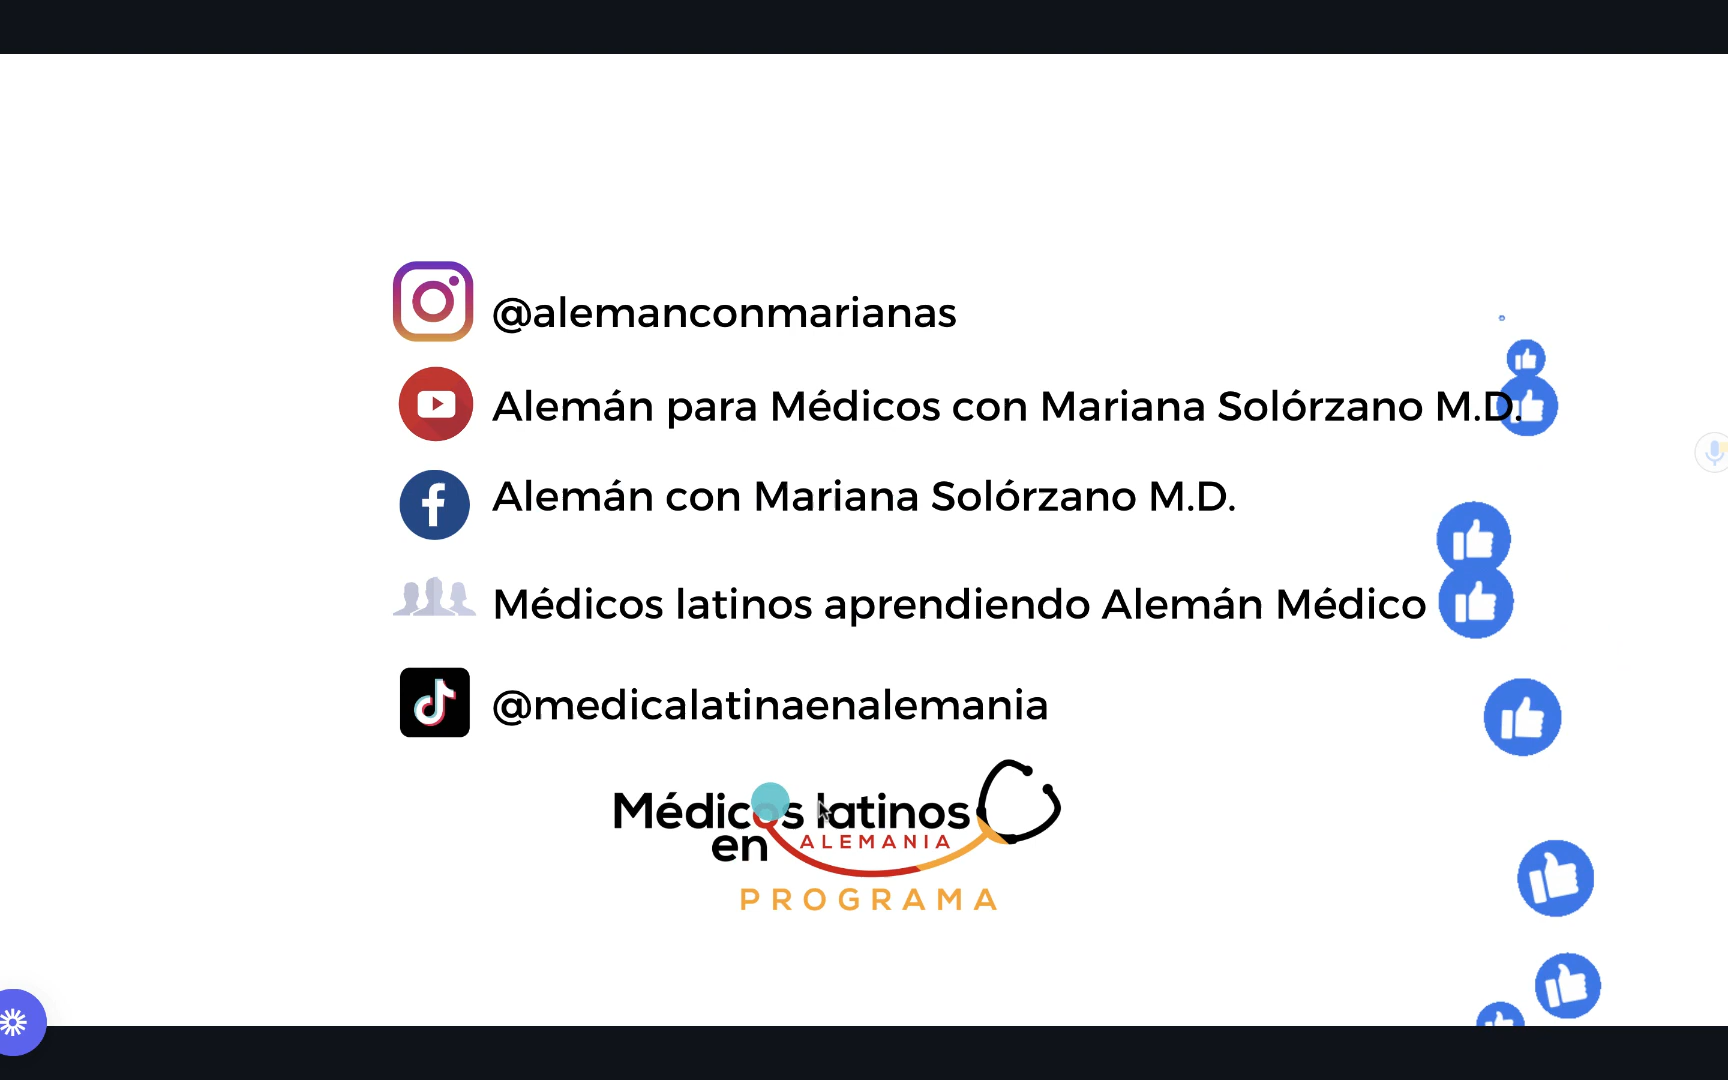 @alemanconmarianas
Alemán para Médicos con Mariana Solórzano M.D.
Alemán con Mariana Solórzano M.D.
Médicos latinos aprendiendo Alemán Médico
@medicalatinaenalemania
Médicos latinos
en ALEMANIA
PROGRAMA